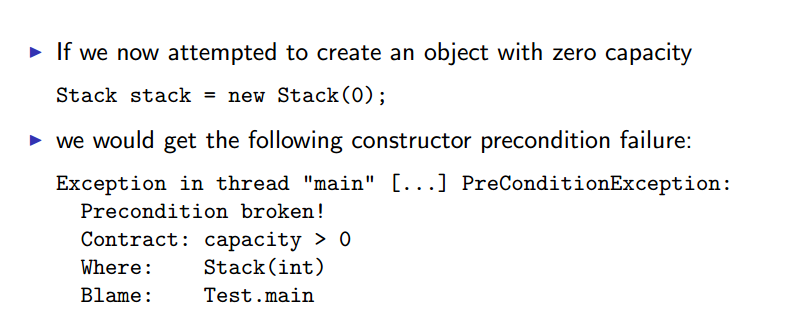 ▶ If we now attempted to create an object with zero capacity
Stack stack = new Stack(0);
▶ we would get the following constructor precondition failure:
Exception in thread "main" [...] PreConditionException:
  Precondition broken!
  Contract: capacity > 0
  Where:    Stack(int)
  Blame:    Test.main